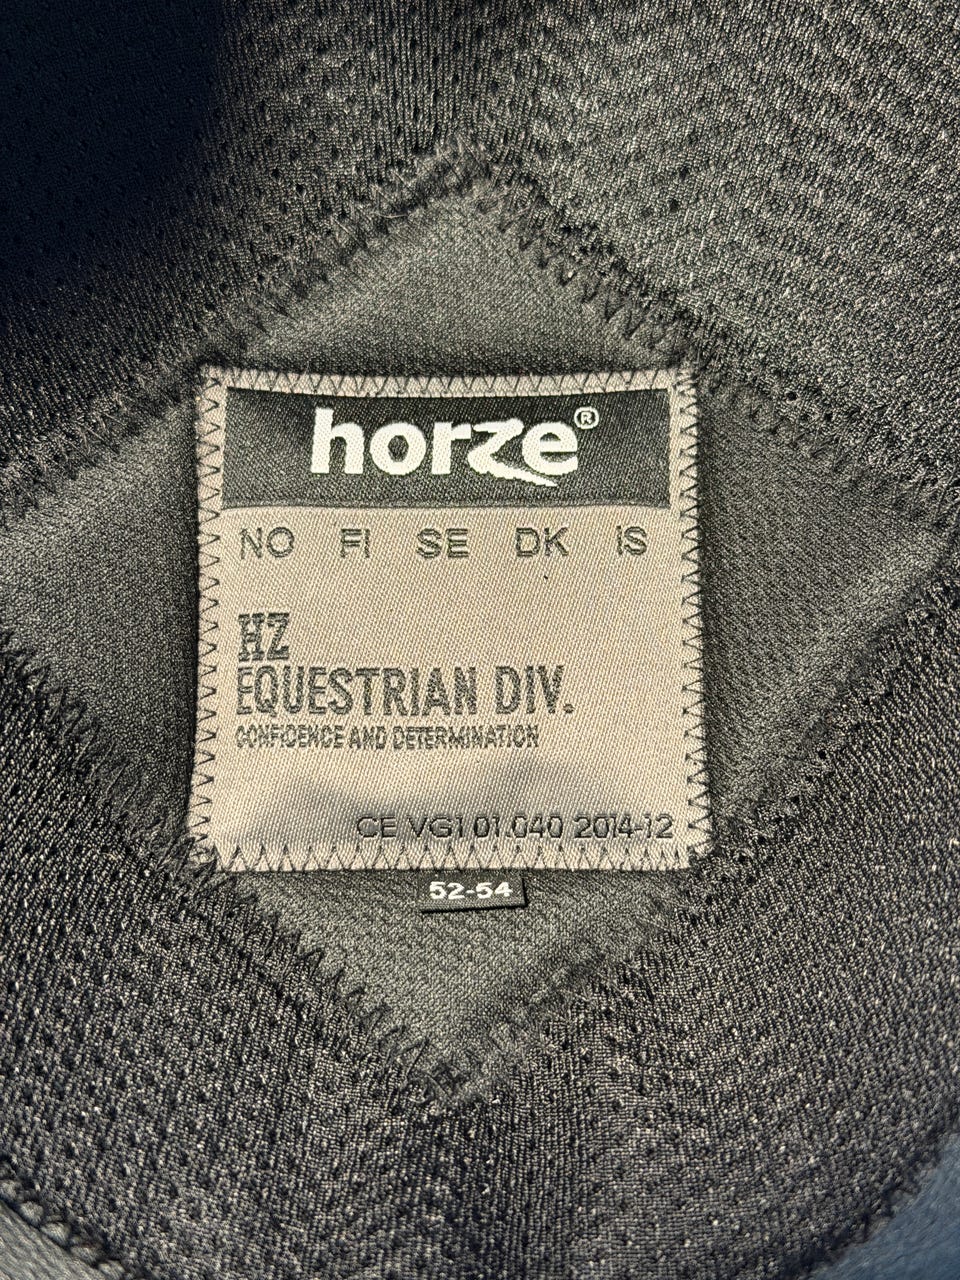 horze®
NO FI SE DK IS
HZ
EQUESTRIAN DIV.
CONFIDENCE AND DETERMINATION
CE VG1 01.040 2014-12
52-54